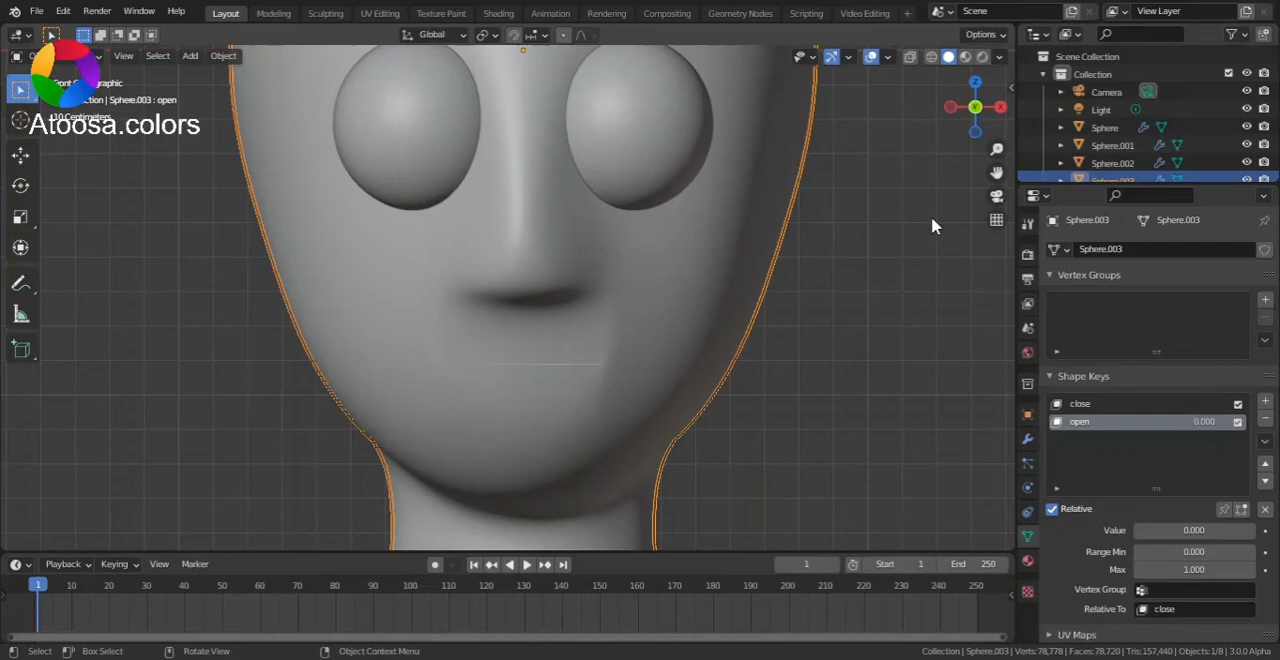 File Edit Render Window Help Layout Modeling Sculpting UV Editing Texture Paint Shading Animation Rendering Compositing Geometry Nodes Scripting Video Editing + Scene View Layer
Global Options
View Select Add Object
Scene Collection
Collection
Camera
Light
Sphere
Sphere.001
Sphere.002
Sphere.003
Atoosa.colors
Sphere.003 : open
Sphere.003 Sphere.003
Sphere.003
Vertex Groups
Shape Keys
close
open 0.000
Relative
Value 0.000
Range Min 0.000
Max 1.000
Vertex Group
Relative To close
UV Maps
Playback Keying View Marker 1 Start 1 End 250
1 10 20 30 40 50 60 70 80 90 100 110 120 130 140 150 160 170 180 190 200 210 220 230 240 250
Select Box Select Rotate View Object Context Menu Collection | Sphere.003 | Verts:78,778 | Faces:78,720 | Tris:157,440 | Objects:1/8 | 3.0.0 Alpha